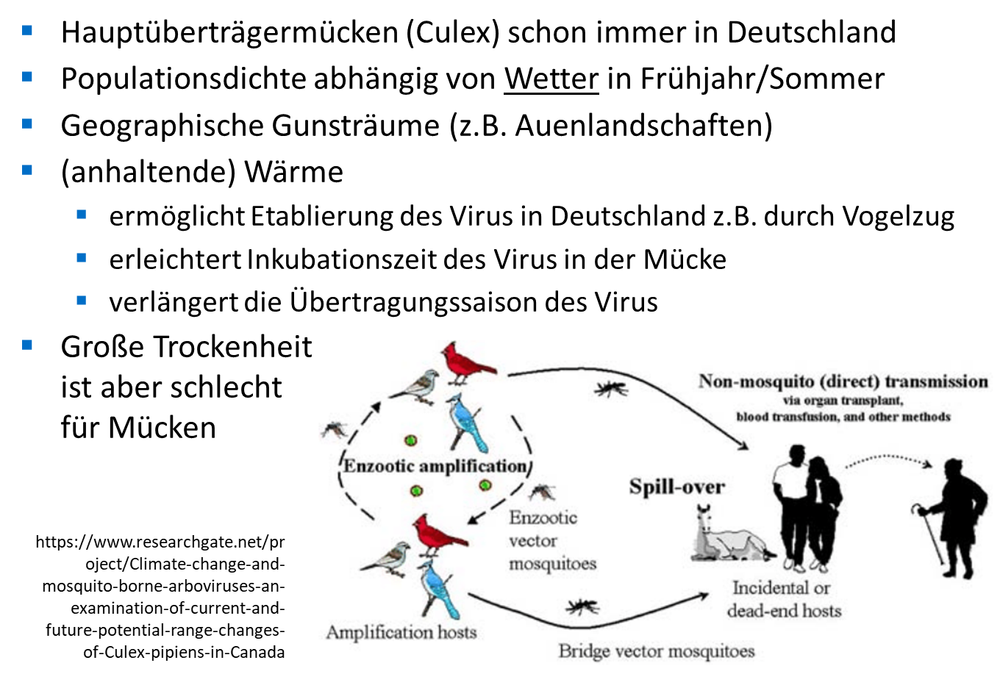 Hauptüberträgermücken (Culex) schon immer in Deutschland
Populationsdichte abhängig von Wetter in Frühjahr/Sommer
Geographische Gunsträume (z.B. Auenlandschaften)
(anhaltende) Wärme
ermöglicht Etablierung des Virus in Deutschland z.B. durch Vogelzug
erleichtert Inkubationszeit des Virus in der Mücke
verlängert die Übertragungssaison des Virus
Große Trockenheit
ist aber schlecht
für Mücken
https://www.researchgate.net/pr
oject/Climate-change-and-
mosquito-borne-arboviruses-an-
examination-of-current-and-
future-potential-range-changes-
of-Culex-pipiens-in-Canada
Enzootic amplification
Enzootic
vector
mosquitoes
Amplification hosts
Bridge vector mosquitoes
Spill-over
Non-mosquito (direct) transmission
via organ transplant,
blood transfusion, and other methods
Incidental or
dead-end hosts